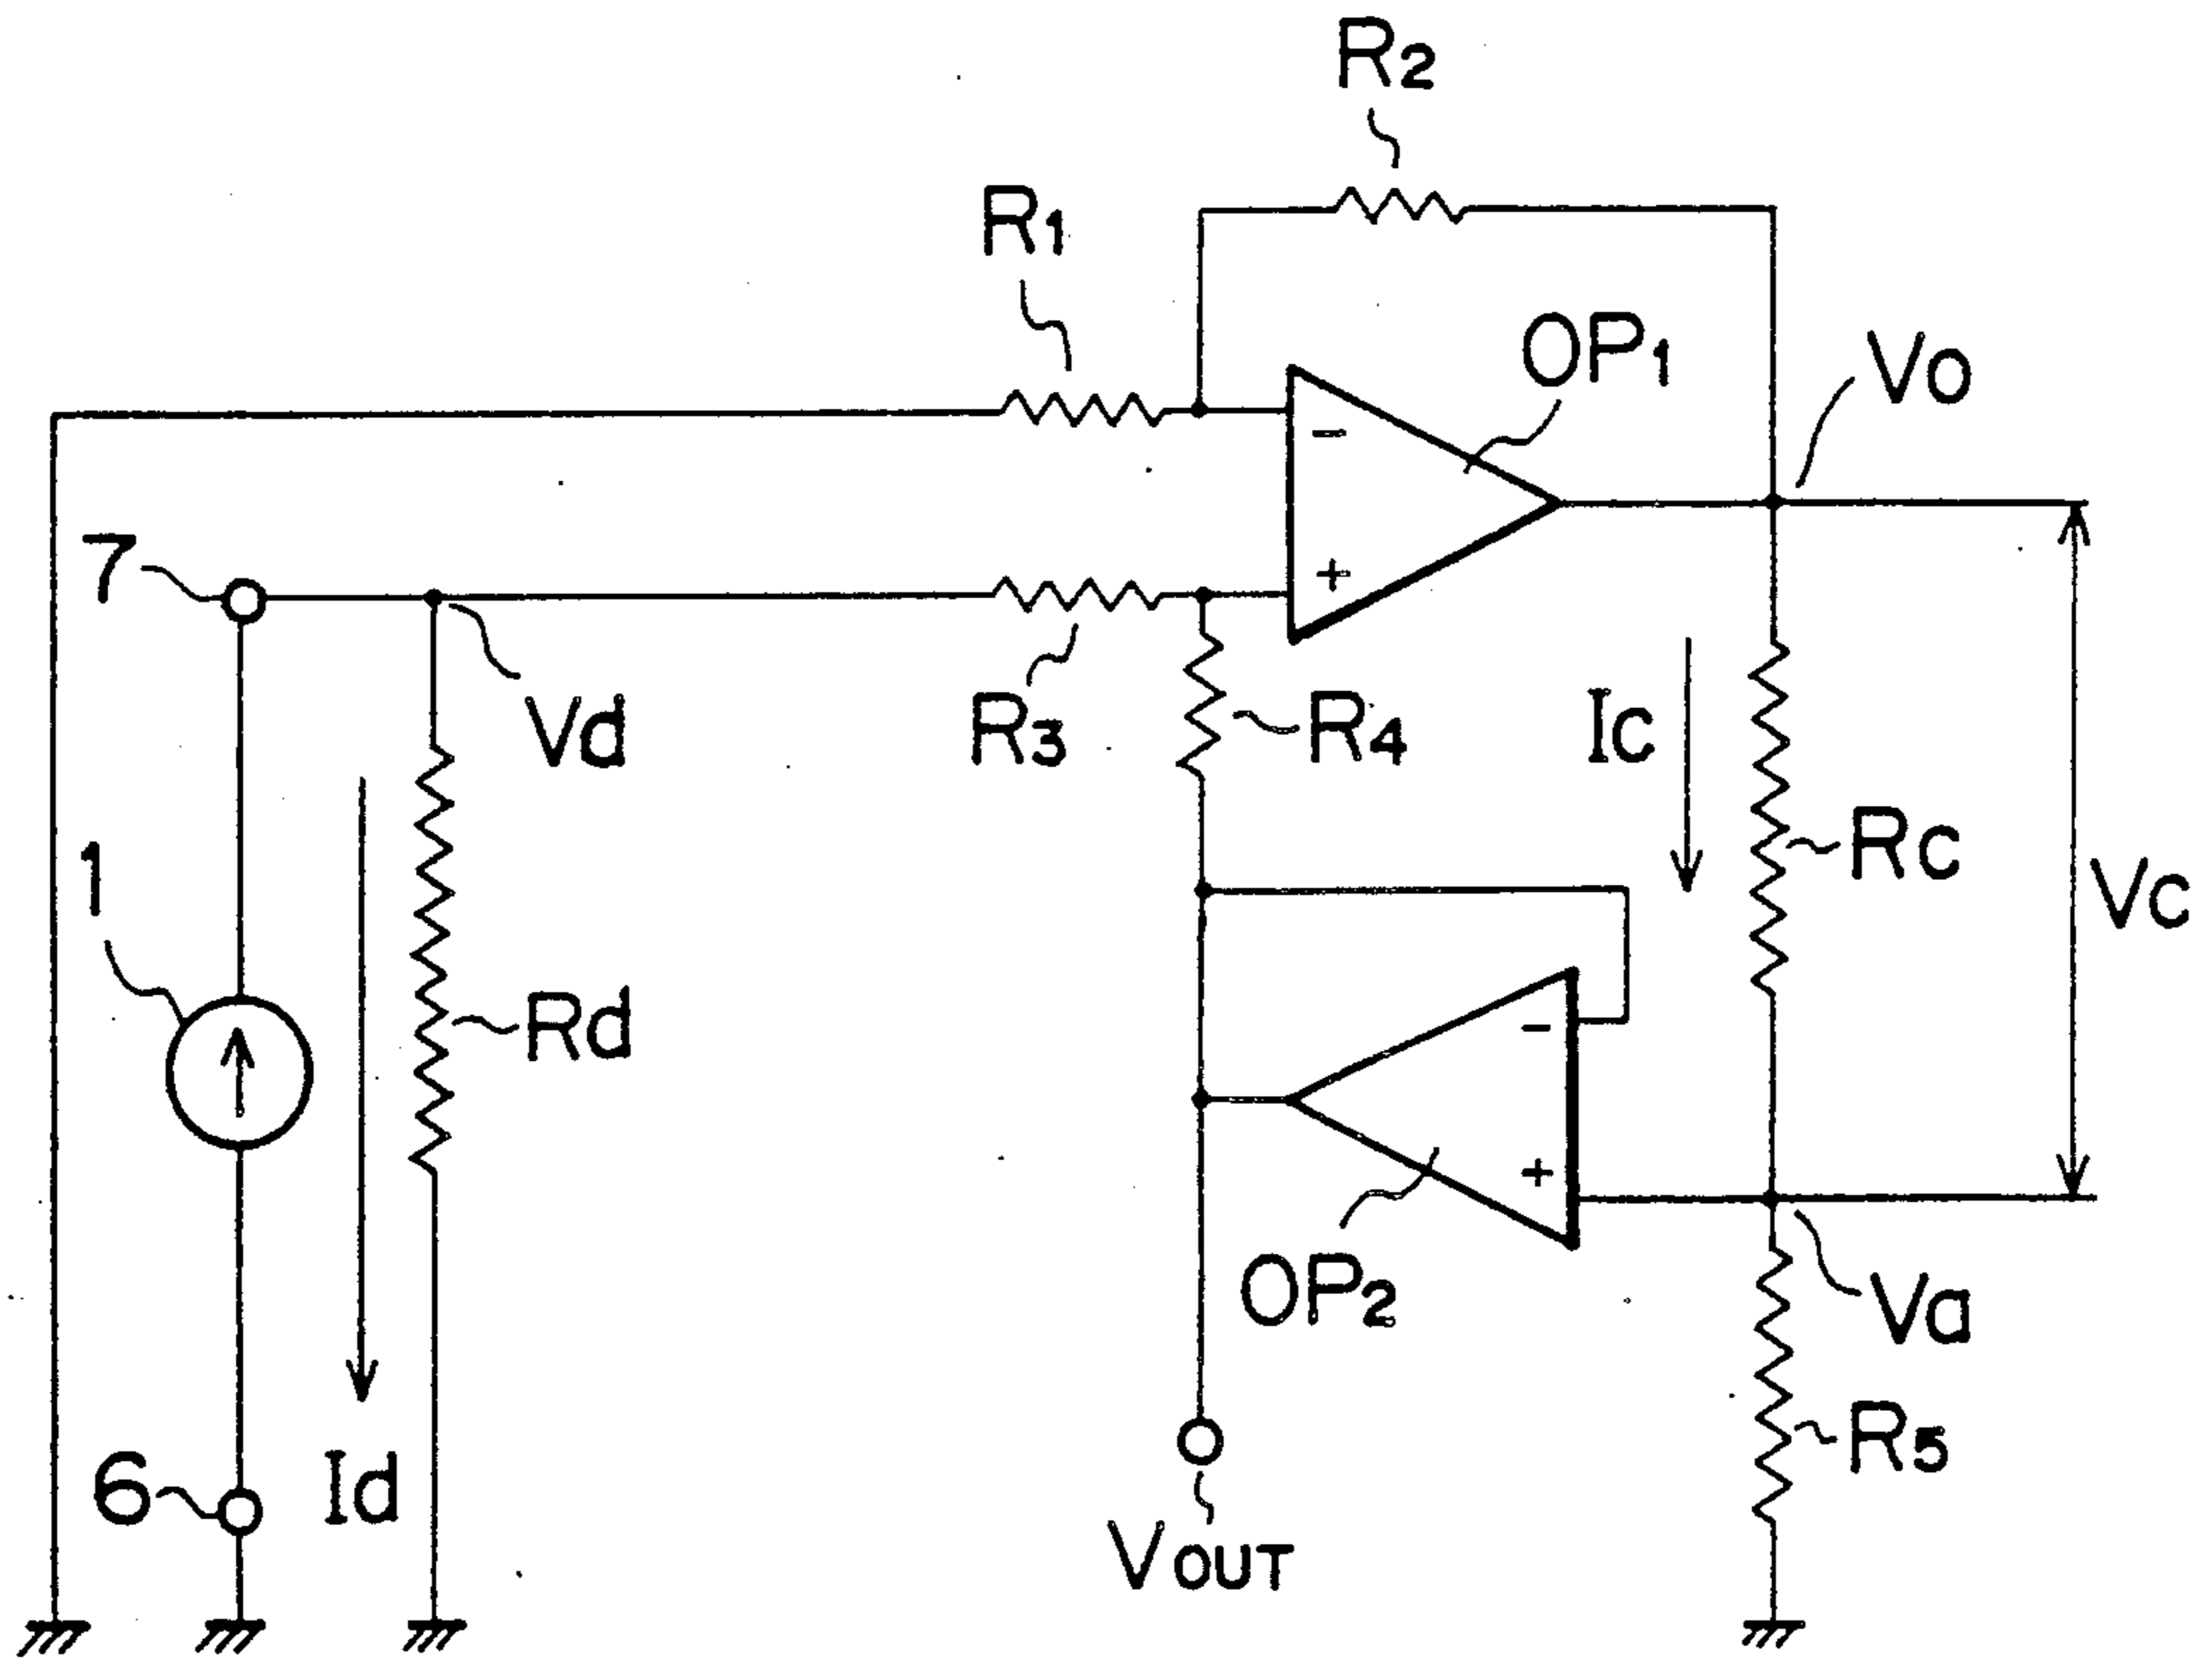 R2
R1
OP1
Vo
-
+
7
Vd
R3
R4
Ic
Rc
Vc
1
Rd
-
+
OP2
Va
R5
6
Id
VOUT